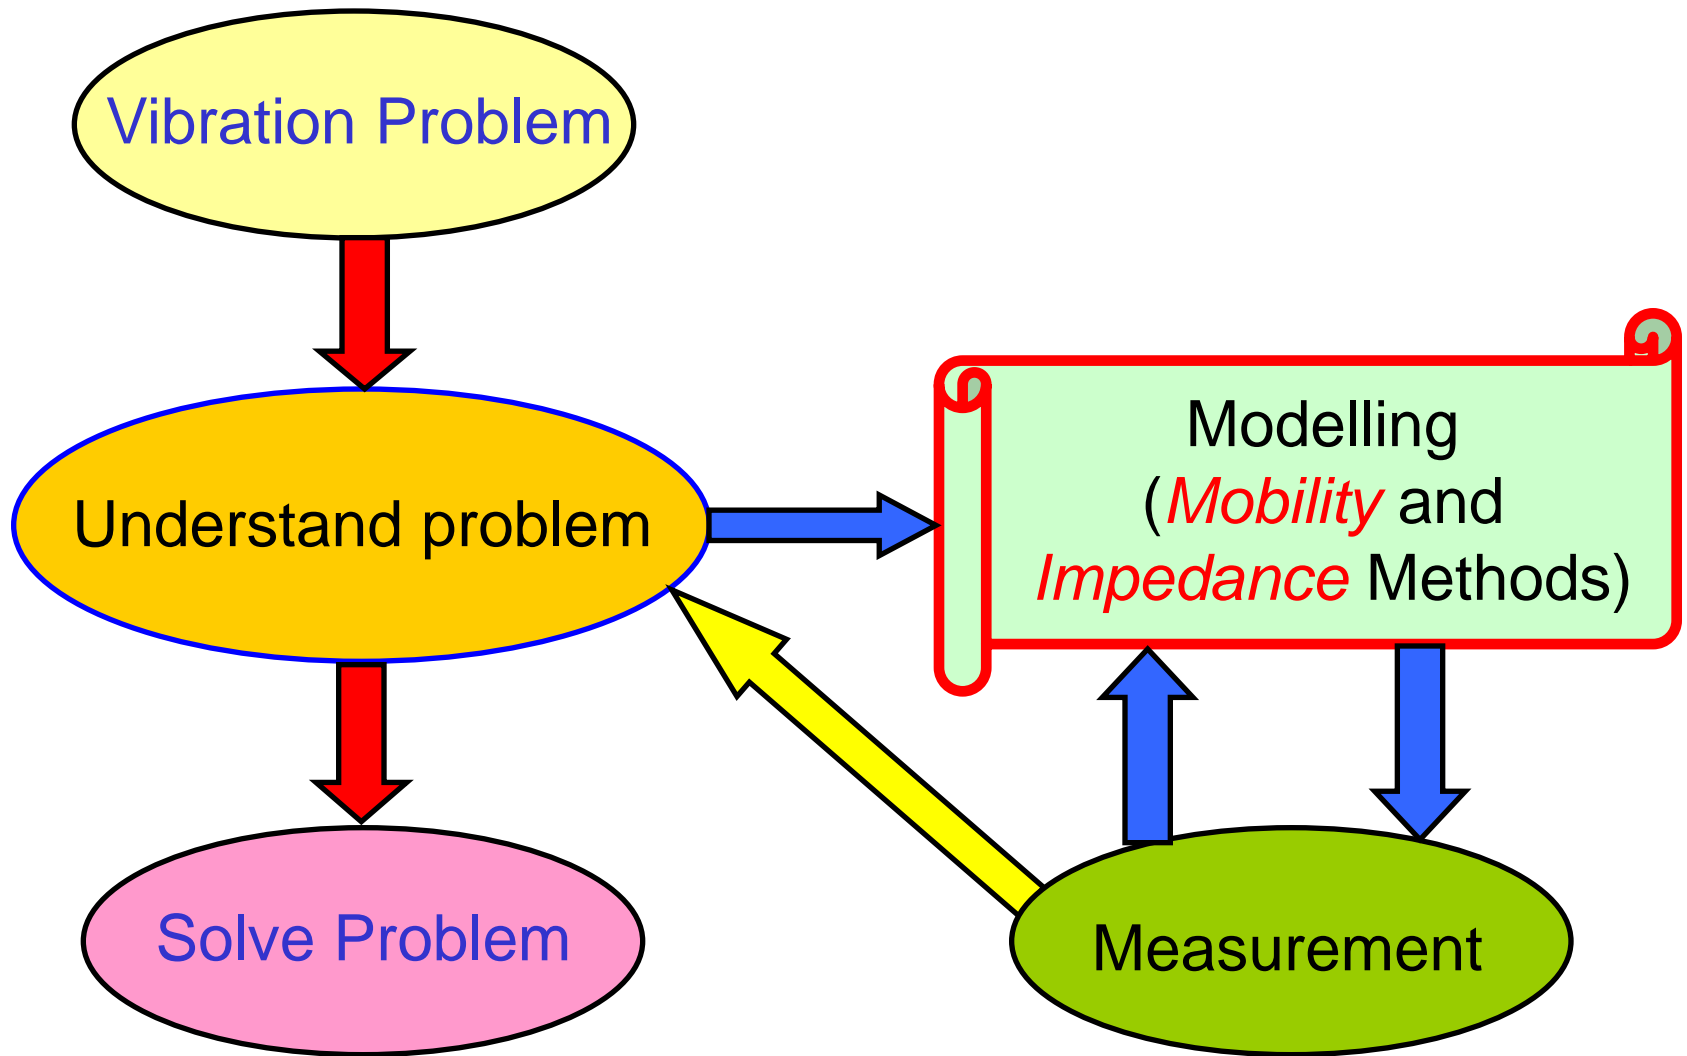 Vibration Problem
Understand problem
Modelling
(Mobility and
Impedance Methods)
Solve Problem
Measurement